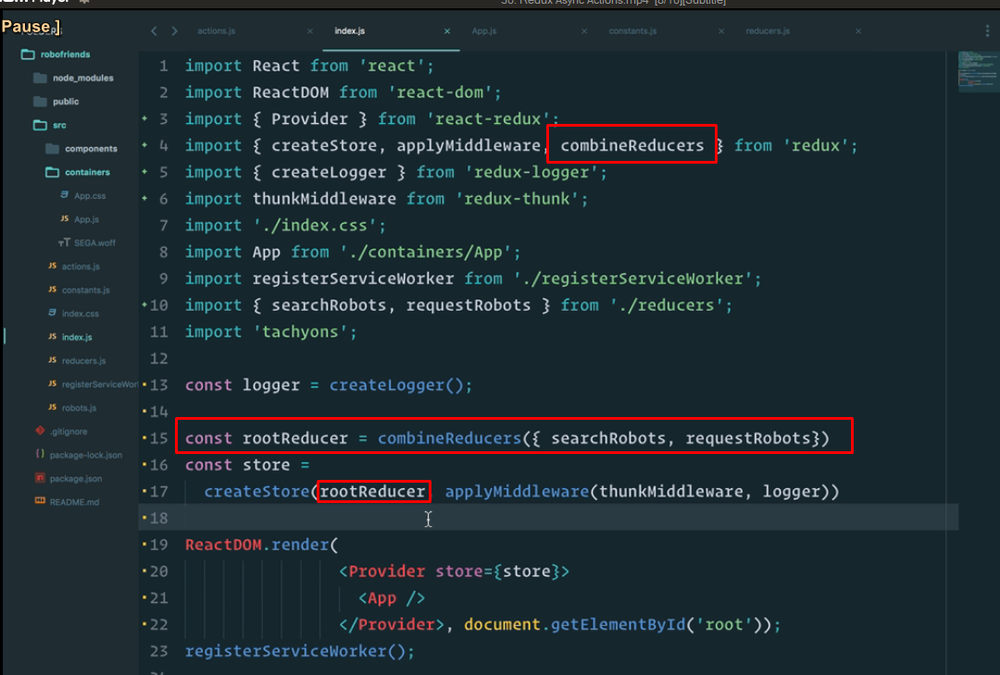 30. Redux Async Actions.mp4 [8/10][Subtitle]
Pause ]
actions.js × index.js × App.js × constants.js × reducers.js ×
robofriends
node_modules
public
src
components
containers
App.css
App.js
SEGA.woff
actions.js
constants.js
index.css
index.js
reducers.js
registerServiceWor
robots.js
.gitignore
package-lock.json
package.json
README.md
1 import React from 'react';
2 import ReactDOM from 'react-dom';
3 import { Provider } from 'react-redux';
4 import { createStore, applyMiddleware, combineReducers } from 'redux';
5 import { createLogger } from 'redux-logger';
6 import thunkMiddleware from 'redux-thunk';
7 import './index.css';
8 import App from './containers/App';
9 import registerServiceWorker from './registerServiceWorker';
10 import { searchRobots, requestRobots } from './reducers';
11 import 'tachyons';
12
13 const logger = createLogger();
14
15 const rootReducer = combineReducers({ searchRobots, requestRobots})
16 const store =
17 createStore(rootReducer, applyMiddleware(thunkMiddleware, logger))
18
19 ReactDOM.render(
20 <Provider store={store}>
21 <App />
22 </Provider>, document.getElementById('root'));
23 registerServiceWorker();